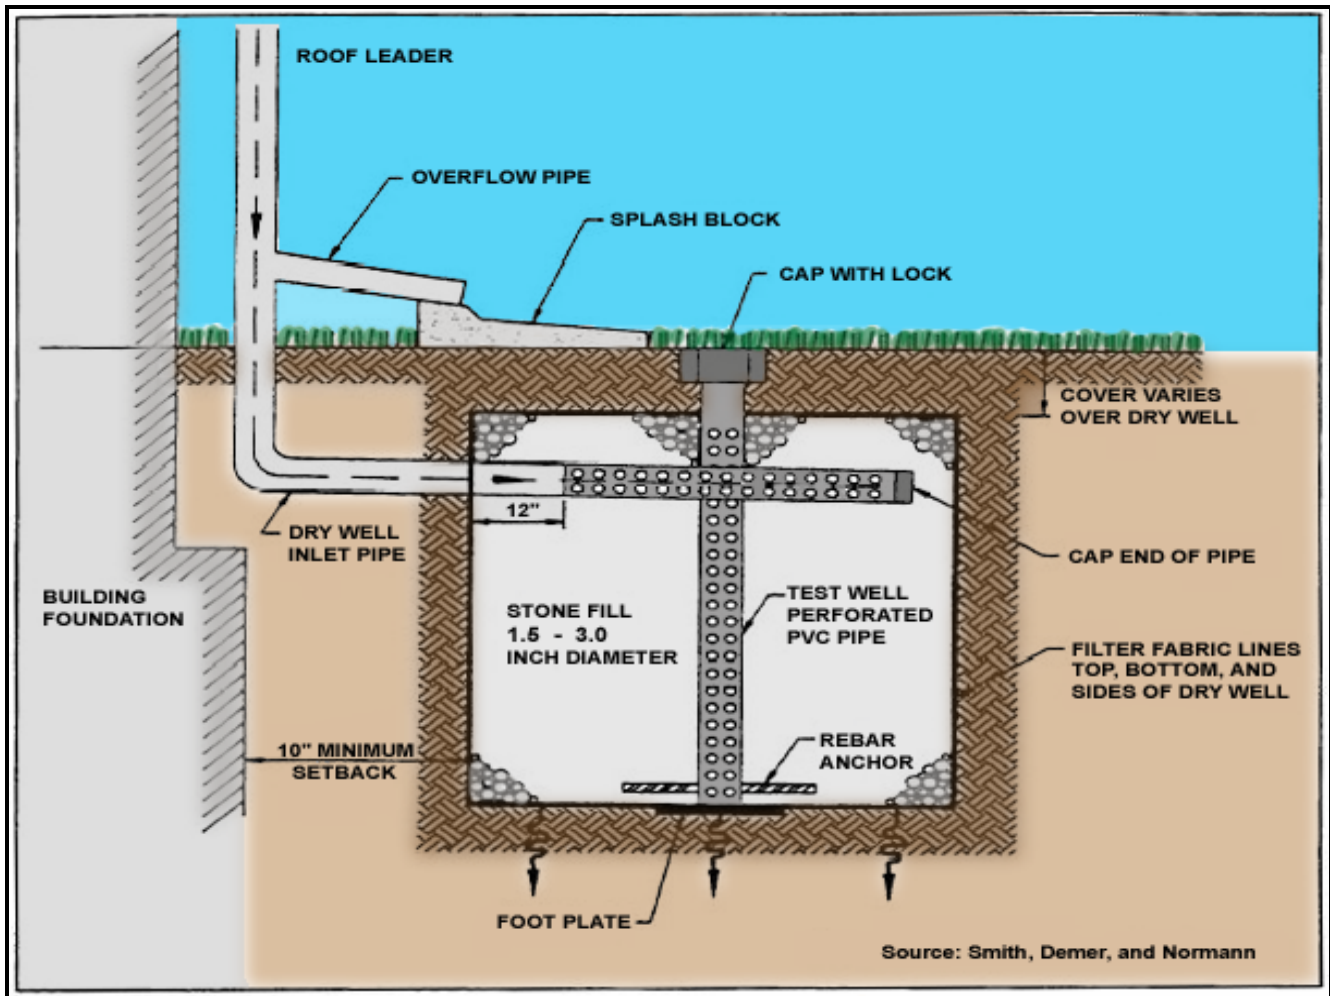 ROOF LEADER
OVERFLOW PIPE
SPLASH BLOCK
CAP WITH LOCK
COVER VARIES
OVER DRY WELL
12"
DRY WELL
INLET PIPE
CAP END OF PIPE
BUILDING
FOUNDATION
STONE FILL
1.5 - 3.0
INCH DIAMETER
TEST WELL
PERFORATED
PVC PIPE
FILTER FABRIC LINES
TOP, BOTTOM, AND
SIDES OF DRY WELL
10" MINIMUM
SETBACK
REBAR
ANCHOR
FOOT PLATE
Source: Smith, Demer, and Normann